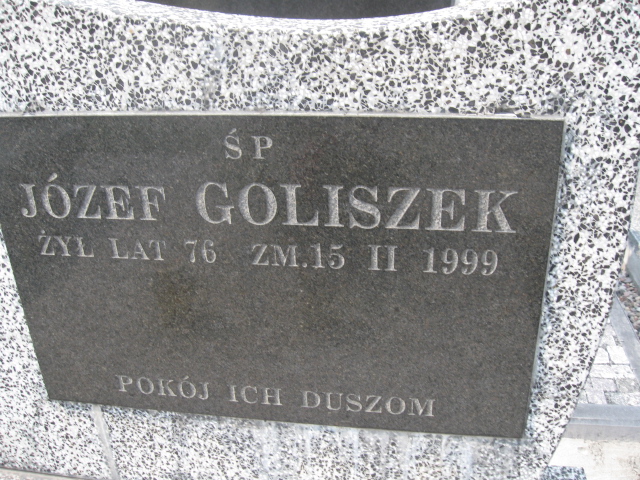 ŚP
JÓZEF GOLISZEK
ŻYŁ LAT 76 ZM.15 II 1999
POKÓJ ICH DUSZOM